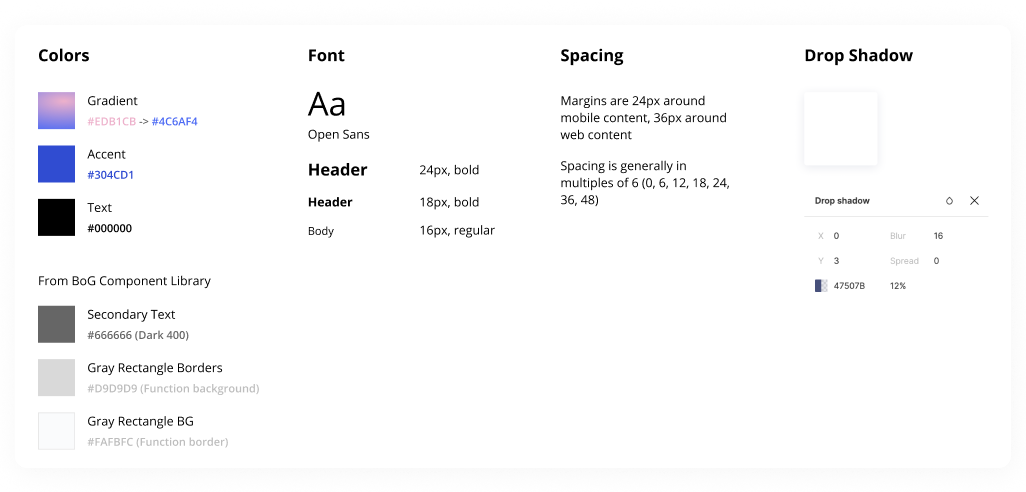 Colors
Gradient
#EDB1CB -> #4C6AF4
Accent
#304CD1
Text
#000000
From BoG Component Library
Secondary Text
#666666 (Dark 400)
Gray Rectangle Borders
#D9D9D9 (Function background)
Gray Rectangle BG
#FAFBFC (Function border)
Font
Aa
Open Sans
Header 24px, bold
Header 18px, bold
Body 16px, regular
Spacing
Margins are 24px around
mobile content, 36px around
web content
Spacing is generally in
multiples of 6 (0, 6, 12, 18, 24,
36, 48)
Drop Shadow
Drop shadow
X 0 Blur 16
Y 3 Spread 0
47507B 12%